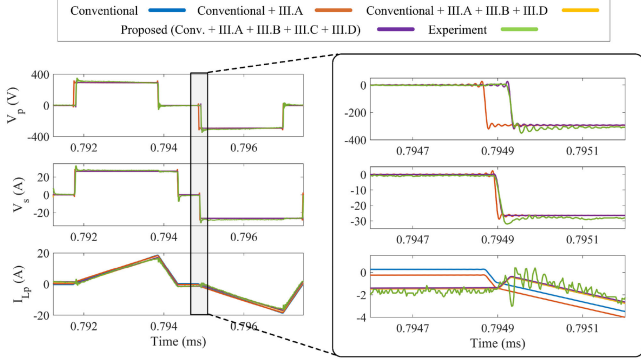 Conventional Conventional + III.A Conventional + III.A + III.B + III.D
Proposed (Conv. + III.A + III.B + III.C + III.D) Experiment
V_p (V)
400
0
-400
0.792 0.794 0.796
V_s (A)
20
0
-20
0.792 0.794 0.796
I_Lp (A)
20
0
-20
0.792 0.794 0.796
Time (ms)
0
-200
-400
0.7947 0.7949 0.7951
0
-10
-20
-30
0.7947 0.7949 0.7951
0
-2
-4
0.7947 0.7949 0.7951
Time (ms)